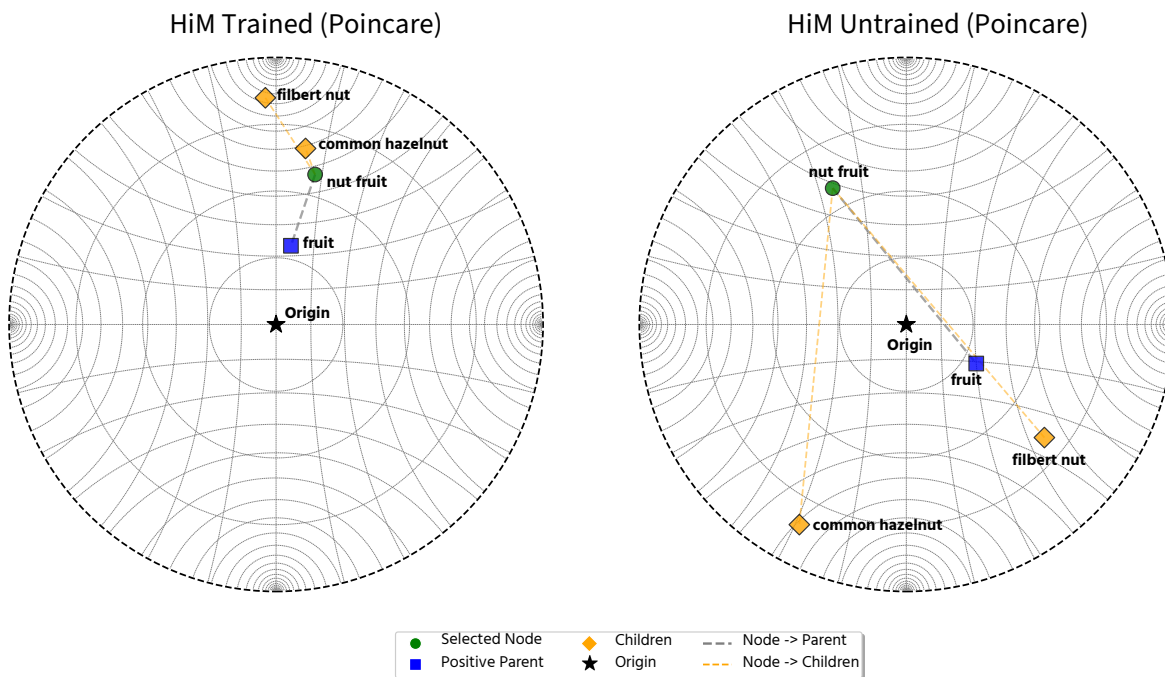 HiM Trained (Poincare)
filbert nut
common hazelnut
nut fruit
fruit
Origin
HiM Untrained (Poincare)
nut fruit
Origin
fruit
filbert nut
common hazelnut
Selected Node
Positive Parent
Children
Origin
Node -> Parent
Node -> Children